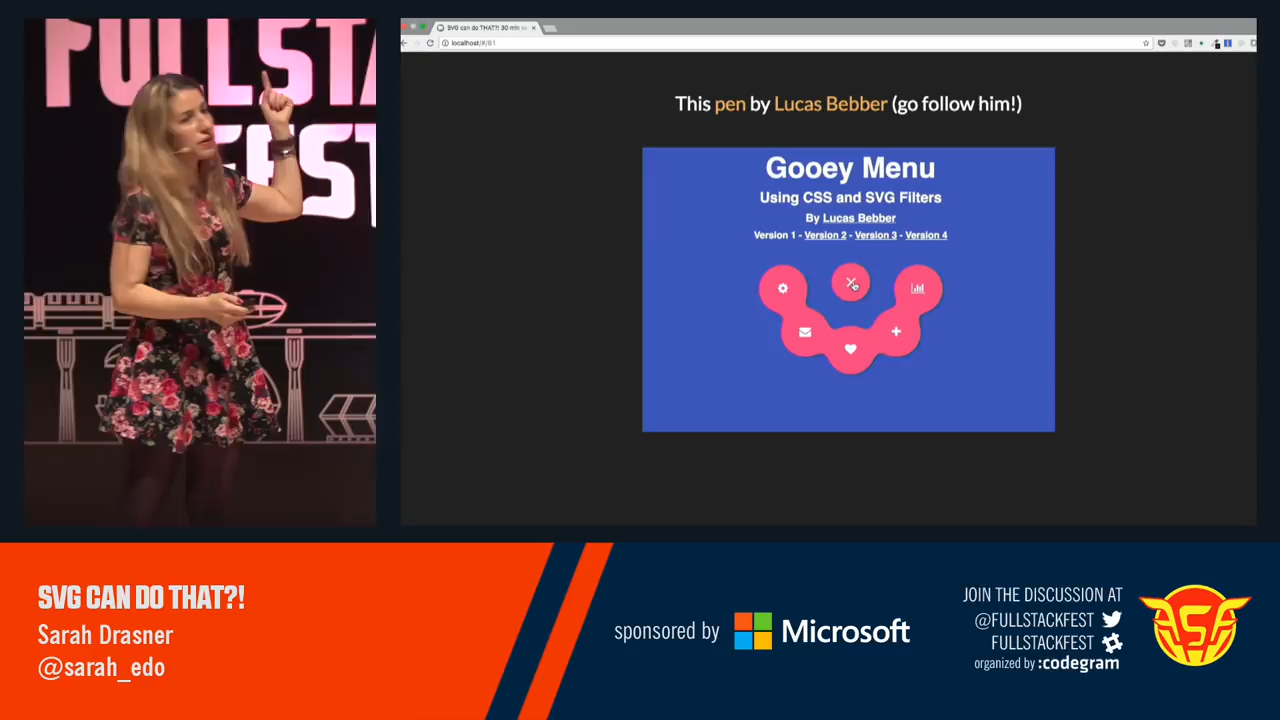 FULLSTA
FEST
SVG can do THAT?! 30 min
localhost/#/61
This pen by Lucas Bebber (go follow him!)
Gooey Menu
Using CSS and SVG Filters
By Lucas Bebber
Version 1 - Version 2 - Version 3 - Version 4
SVG CAN DO THAT?!
Sarah Drasner
@sarah_edo
sponsored by
Microsoft
JOIN THE DISCUSSION AT
@FULLSTACKFEST
FULLSTACKFEST
organized by :codegram
FSF